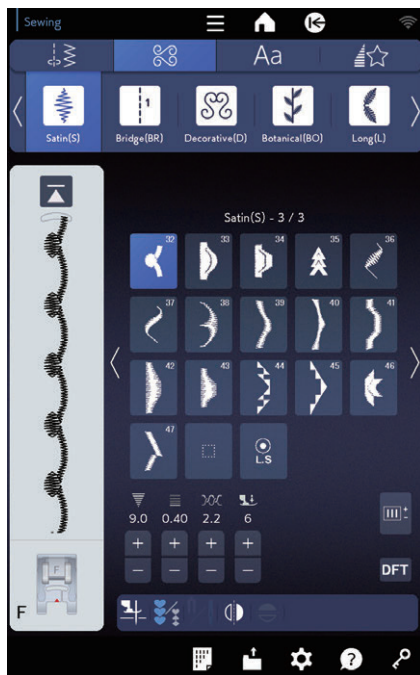 Sewing
Aa
1
Satin(S) Bridge(BR) Decorative(D) Botanical(BO) Long(L)
Satin(S) - 3 / 3
32 33 34 35 36
37 38 39 40 41
42 43 44 45 46
47
L.S
9.0 0.40 2.2 6
+ + + +
− − − −
DFT
F
F
?